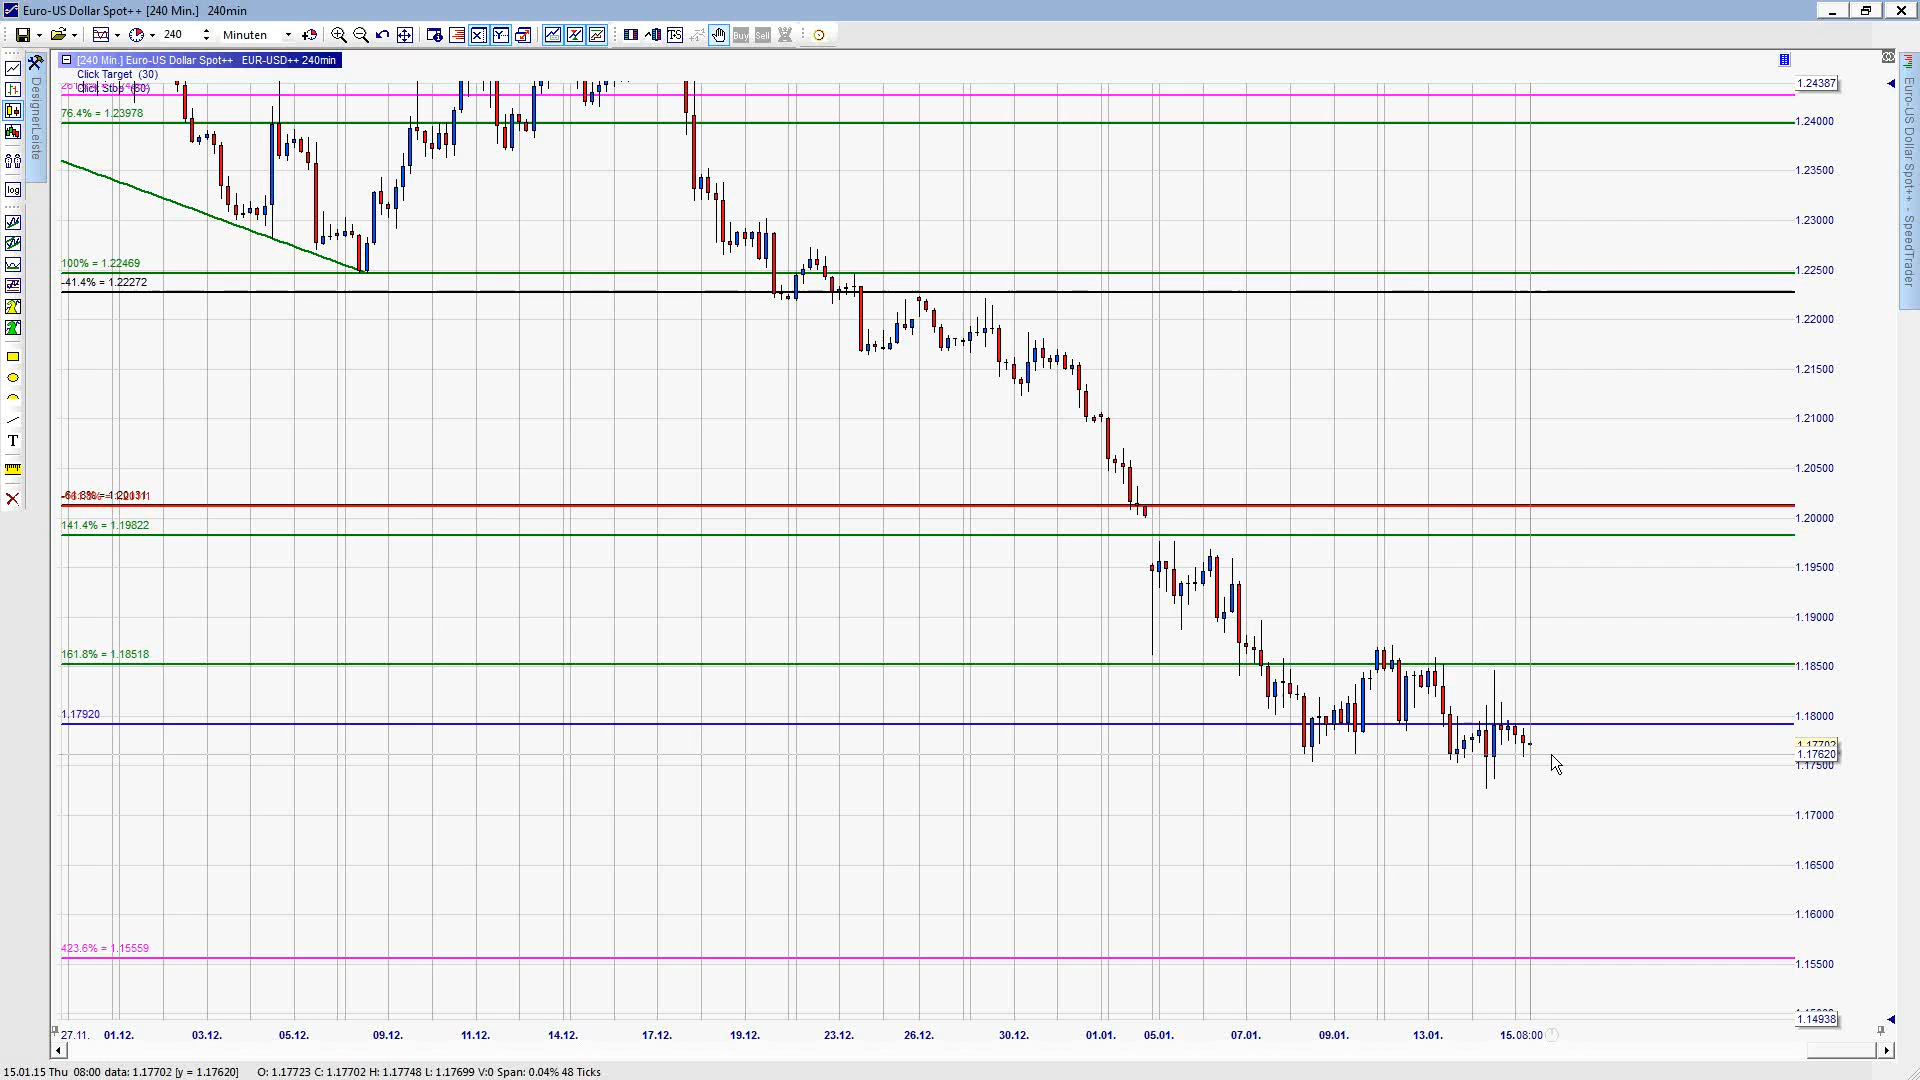 Euro-US Dollar Spot++ [240 Min.] 240min
240 Minuten
Buy Sell
[240 Min.] Euro-US Dollar Spot++ EUR-USD++ 240min
Click Target (30)
Click Stop (60)
DesignerLeiste
Euro-US Dollar Spot++ - SpeedTrader
log
T
T-S
76.4% = 1.23978
100% = 1.22469
-41.4% = 1.22272
141.4% = 1.19822
161.8% = 1.18518
1.17920
423.6% = 1.15559
1.24387
1.24000
1.23500
1.23000
1.22500
1.22000
1.21500
1.21000
1.20500
1.20000
1.19500
1.19000
1.18500
1.18000
1.17702
1.17620
1.17500
1.17000
1.16500
1.16000
1.15500
1.14938
27.11. 01.12. 03.12. 05.12. 09.12. 11.12. 14.12. 17.12. 19.12. 23.12. 26.12. 30.12. 01.01. 05.01. 07.01. 09.01. 13.01. 15.08:00
15.01.15 Thu 08:00 data: 1.17702 [y = 1.17620] O: 1.17723 C: 1.17702 H: 1.17748 L: 1.17699 V:0 Span: 0.04% 48 Ticks